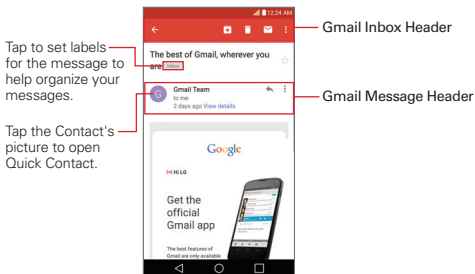 12:24 AM
Gmail Inbox Header
Tap to set labels
for the message to
help organize your
messages.
The best of Gmail, wherever you
are Inbox
Gmail Team
to me
2 days ago View details
G
Gmail Message Header
Tap the Contact's
picture to open
Quick Contact.
Google
HI LG
Get the
official
Gmail app
The best features of
Gmail are only available